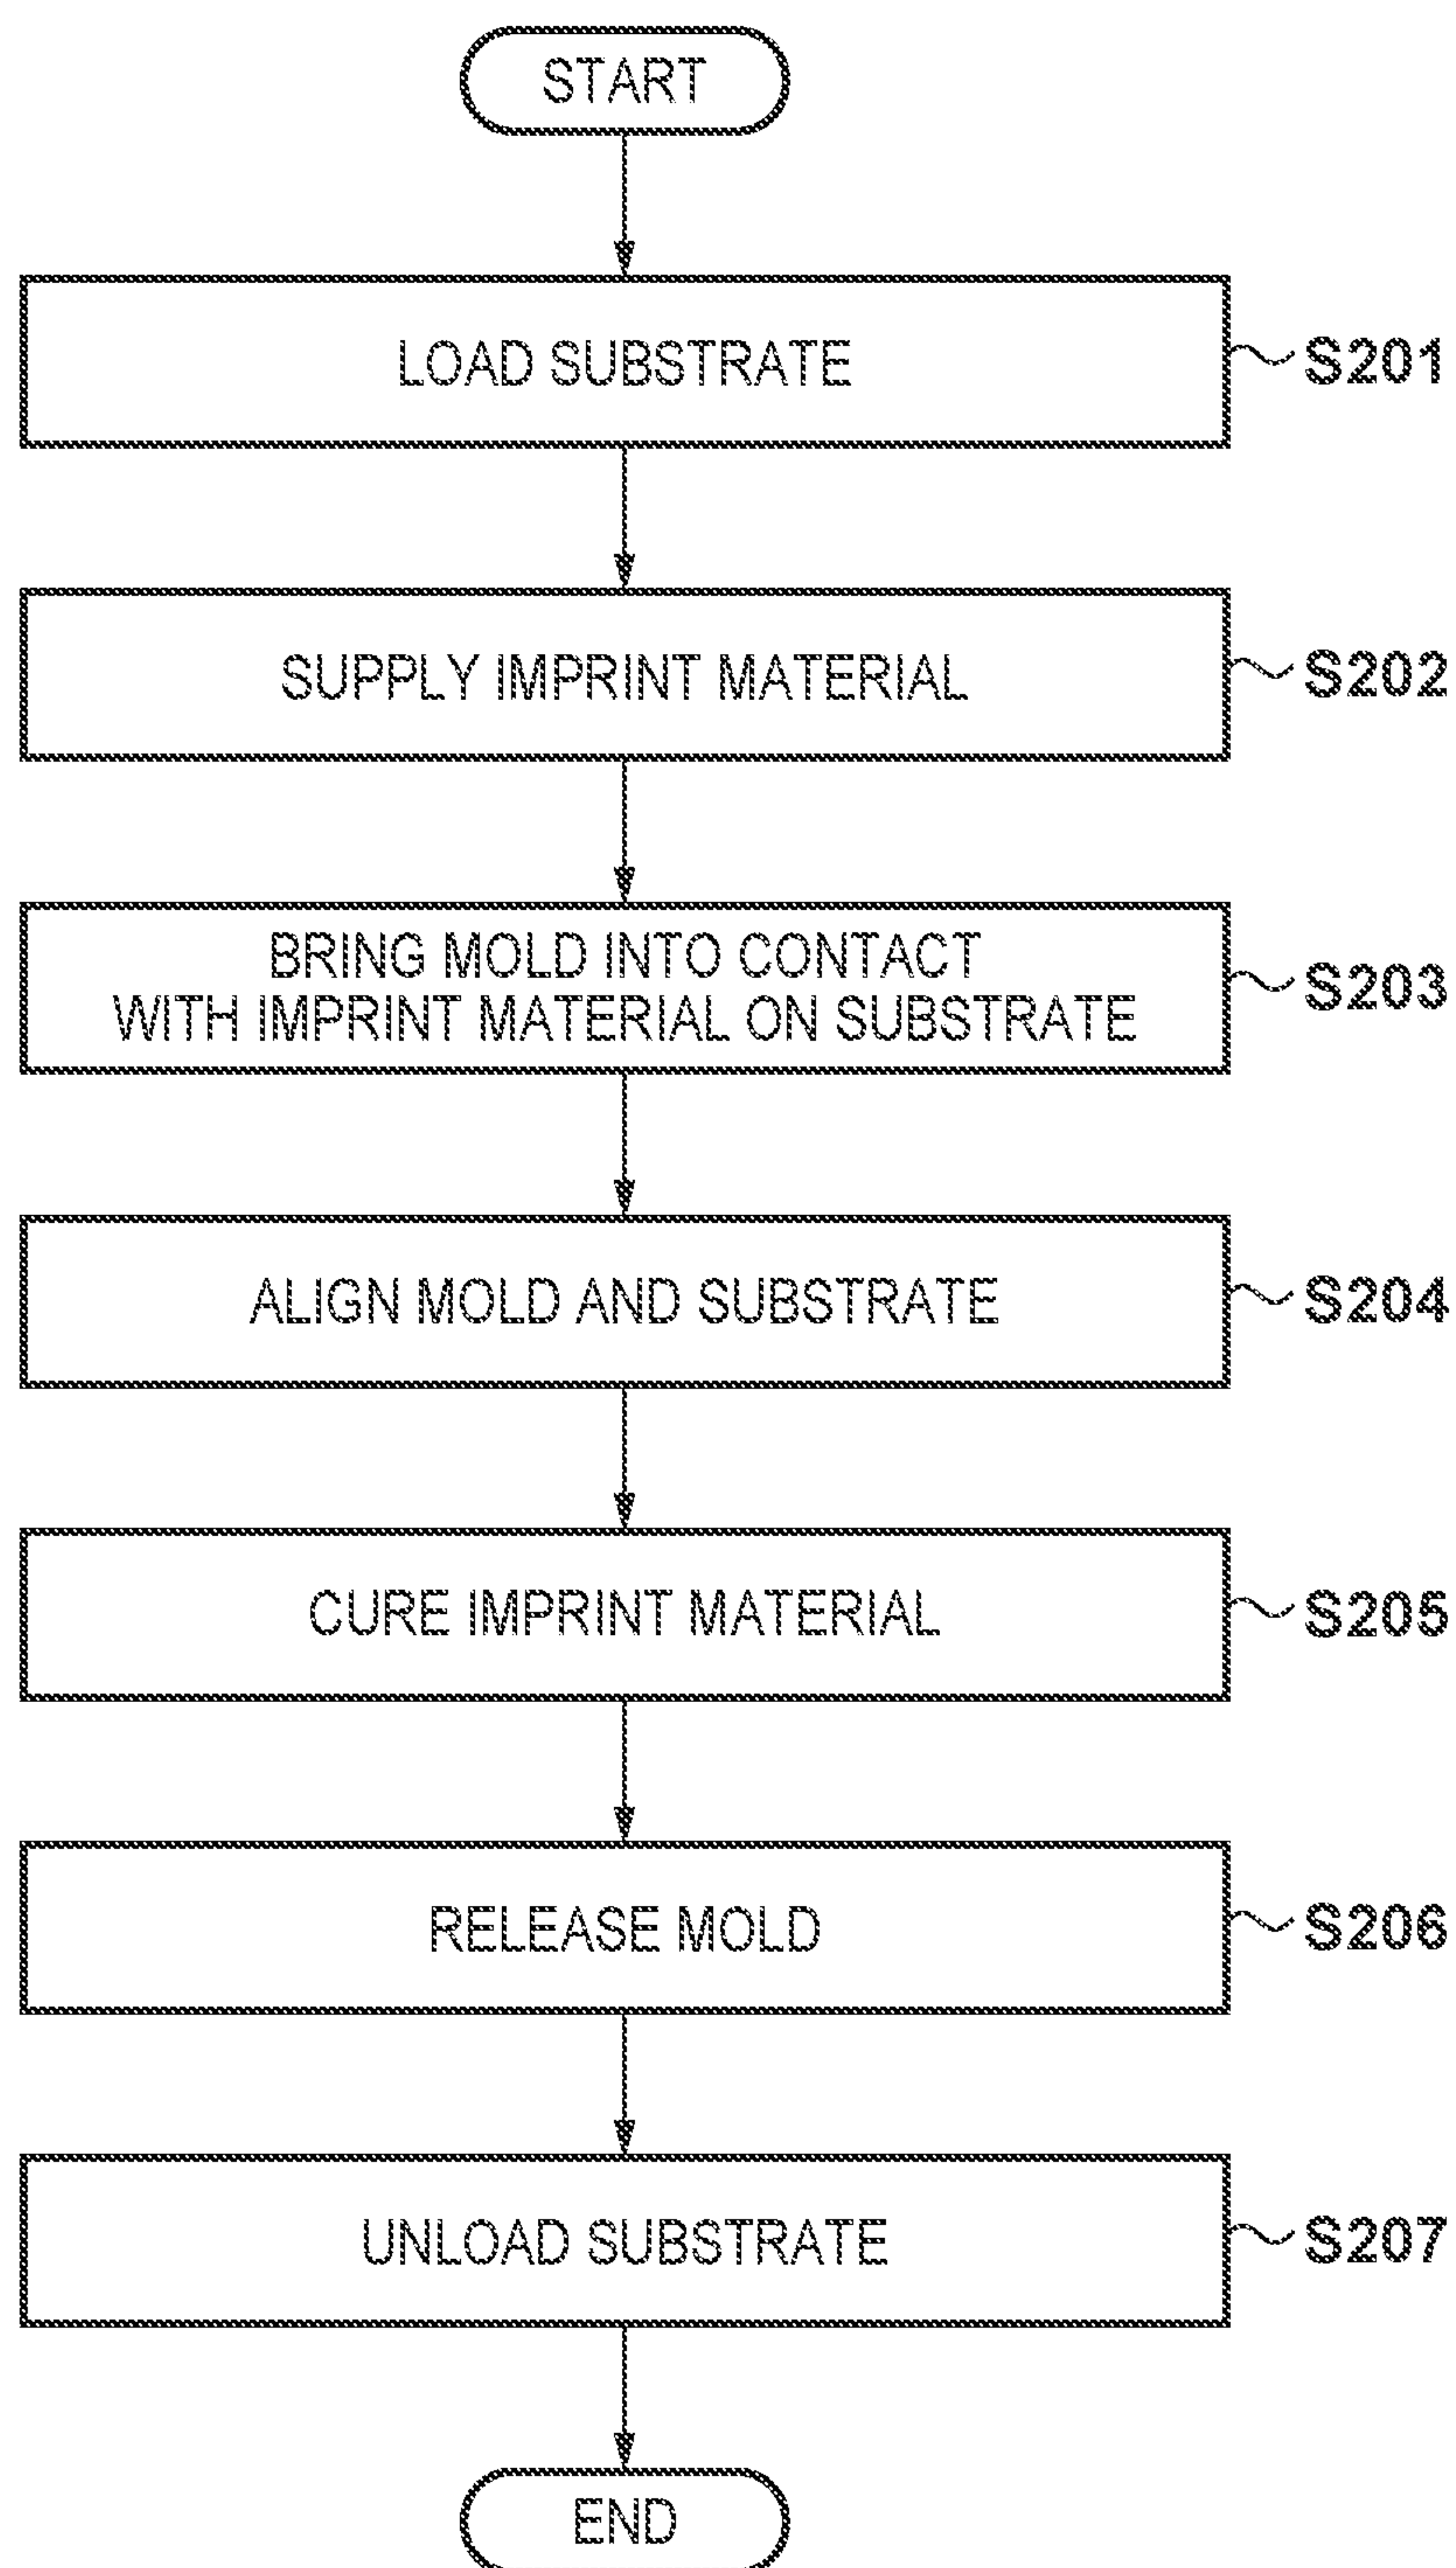 START
LOAD SUBSTRATE
S201
SUPPLY IMPRINT MATERIAL
S202
BRING MOLD INTO CONTACT
WITH IMPRINT MATERIAL ON SUBSTRATE
S203
ALIGN MOLD AND SUBSTRATE
S204
CURE IMPRINT MATERIAL
S205
RELEASE MOLD
S206
UNLOAD SUBSTRATE
S207
END